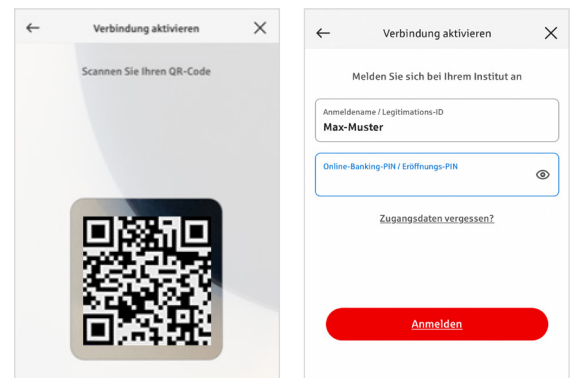 Verbindung aktivieren
Scannen Sie Ihren QR-Code
Verbindung aktivieren
Melden Sie sich bei Ihrem Institut an
Anmeldename / Legitimations-ID
Max-Muster
Online-Banking-PIN / Eröffnungs-PIN
Zugangsdaten vergessen?
Anmelden